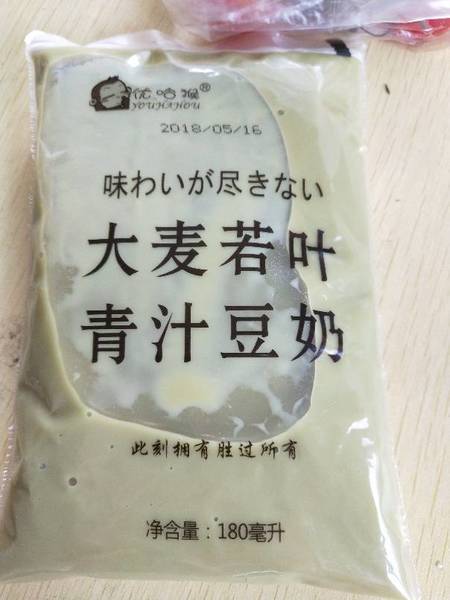 优哈猴®
YOUHAHOU
2018/05/16
味わいが尽きない
大麦若叶
青汁豆奶
此刻拥有胜过所有
净含量：180毫升